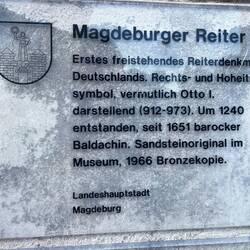 Magdeburger Reiter
Erstes freistehendes Reiterdenkm
Deutschlands. Rechts- und Hoheit
symbol, vermutlich Otto I.
darstellend (912-973). Um 1240
entstanden, seit 1651 barocker
Baldachin. Sandsteinoriginal im
Museum, 1966 Bronzekopie.
Landeshauptstadt
Magdeburg